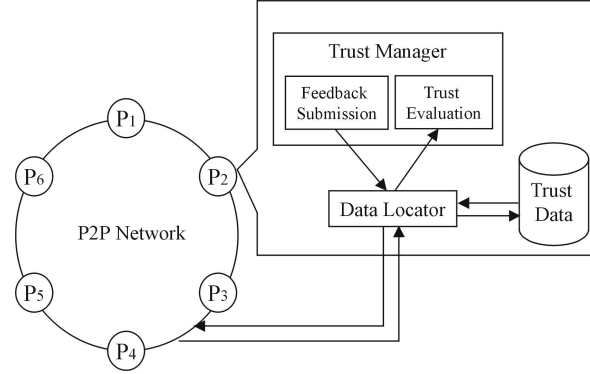 Trust Manager
Feedback
Submission
Trust
Evaluation
P1
P2
P6
P2P Network
Data Locator
Trust
Data
P5
P3
P4